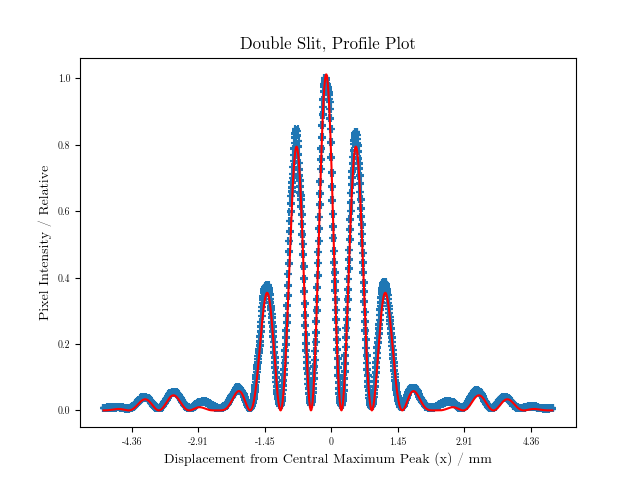 Double Slit, Profile Plot
1.0
0.8
0.6
0.4
0.2
0.0
Pixel Intensity / Relative
-4.36 -2.91 -1.45 0 1.45 2.91 4.36
Displacement from Central Maximum Peak (x) / mm